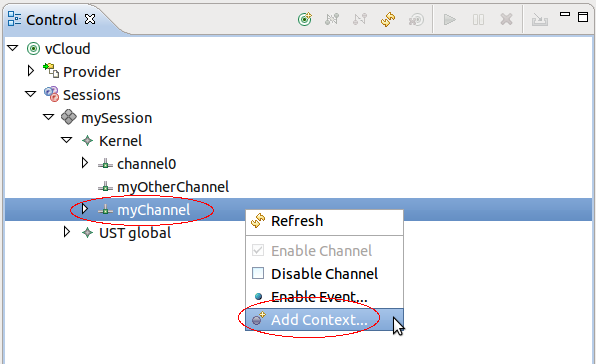 Control
vCloud
Provider
Sessions
mySession
Kernel
channel0
myOtherChannel
myChannel
UST global
Refresh
Enable Channel
Disable Channel
Enable Event...
Add Context...